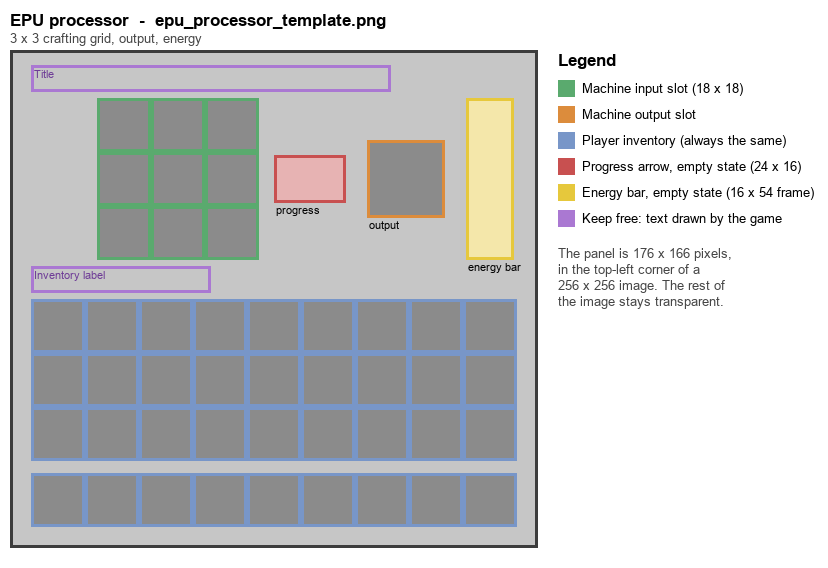 EPU processor - epu_processor_template.png
3 x 3 crafting grid, output, energy
Title
progress
output
energy bar
Inventory label
Legend
Machine input slot (18 x 18)
Machine output slot
Player inventory (always the same)
Progress arrow, empty state (24 x 16)
Energy bar, empty state (16 x 54 frame)
Keep free: text drawn by the game
The panel is 176 x 166 pixels,
in the top-left corner of a
256 x 256 image. The rest of
the image stays transparent.